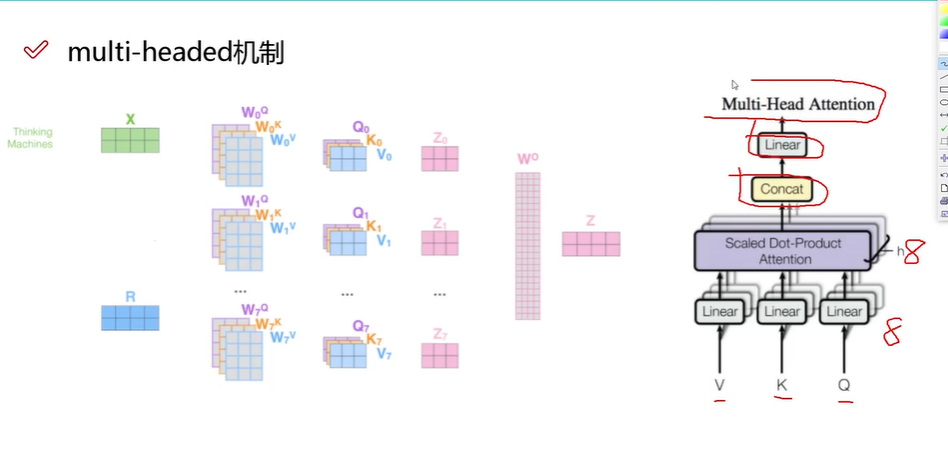 multi-headed机制
Thinking
Machines
X
R
W₀Q
W₀K
W₀V
Q₀
K₀
V₀
Z₀
W₁Q
W₁K
W₁V
Q₁
K₁
V₁
Z₁
...
...
...
W₇Q
W₇K
W₇V
Q₇
K₇
V₇
Z₇
WO
Z
Multi-Head Attention
Linear
Concat
Scaled Dot-Product
Attention
h 8
Linear
Linear
Linear
8
V
K
Q